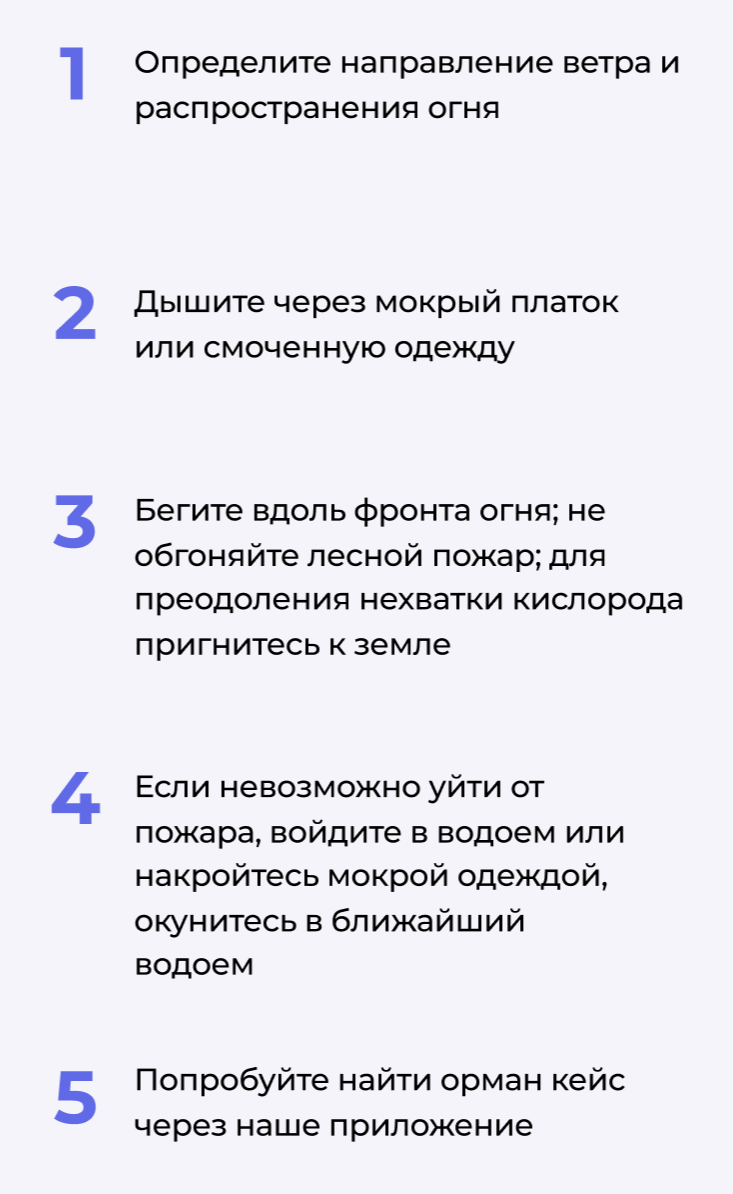 1
Определите направление ветра и
распространения огня
2
Дышите через мокрый платок
или смоченную одежду
3
Бегите вдоль фронта огня; не
обгоняйте лесной пожар; для
преодоления нехватки кислорода
пригнитесь к земле
4
Если невозможно уйти от
пожара, войдите в водоем или
накройтесь мокрой одеждой,
окунитесь в ближайший
водоем
5
Попробуйте найти орман кейс
через наше приложение